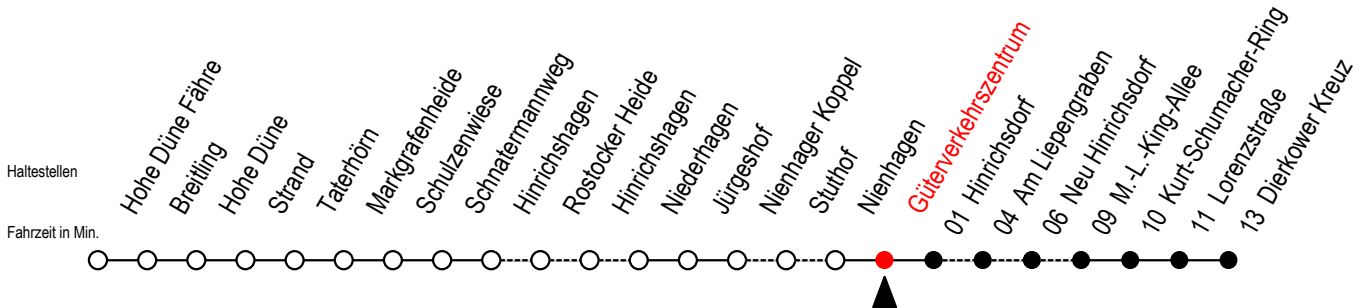 Haltestellen
Hohe Düne Fähre
Breitling
Hohe Düne
Strand
Taterhörn
Markgrafenheide
Schulzenwiese
Schnatermannweg
Hinrichshagen
Rostocker Heide
Hinrichshagen
Niederhagen
Jürgeshof
Nienhager Koppel
Stuthof
Nienhagen
Güterverkehrszentrum
01 Hinrichsdorf
04 Am Liepengraben
06 Neu Hinrichsdorf
09 M.-L.-King-Allee
10 Kurt-Schumacher-Ring
11 Lorenzstraße
13 Dierkower Kreuz
Fahrzeit in Min.